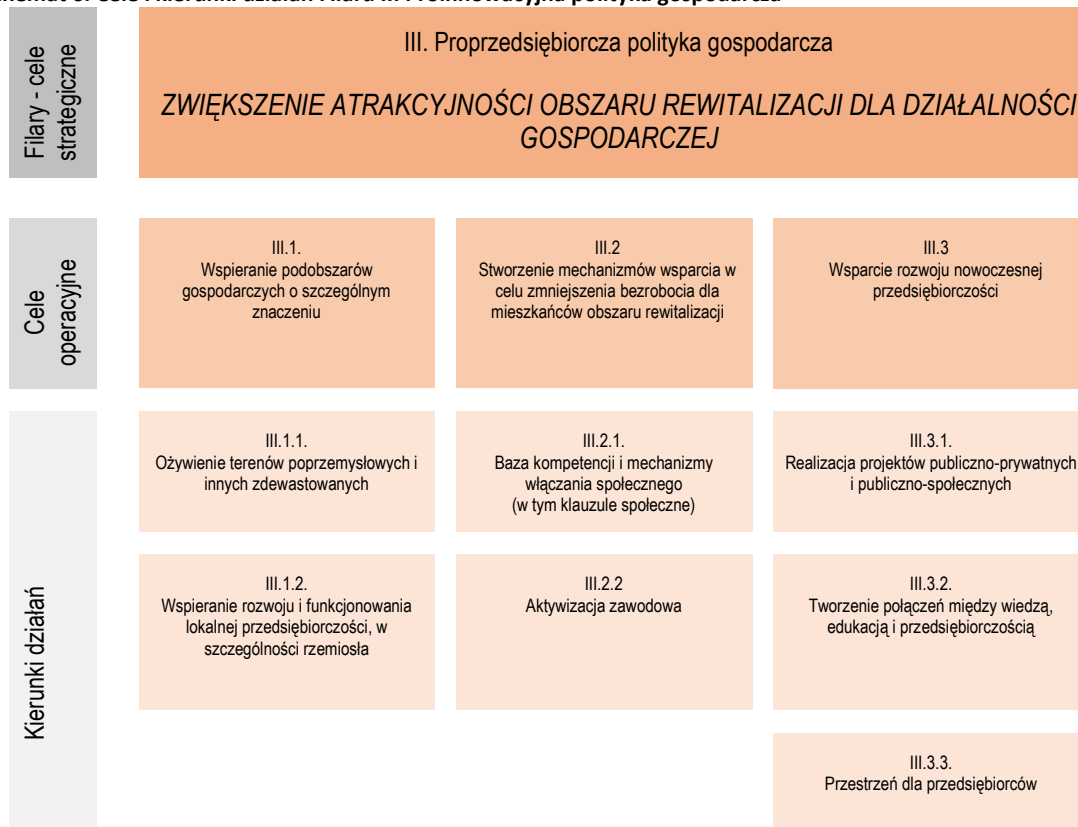 Filary - cele
strategiczne
III. Proprzedsiębiorcza polityka gospodarcza
ZWIĘKSZENIE ATRAKCYJNOŚCI OBSZARU REWITALIZACJI DLA DZIAŁALNOŚCI
GOSPODARCZEJ
Cele
operacyjne
III.1.
Wspieranie podobszarów
gospodarczych o szczególnym
znaczeniu
III.2
Stworzenie mechanizmów wsparcia w
celu zmniejszenia bezrobocia dla
mieszkańców obszaru rewitalizacji
III.3
Wsparcie rozwoju nowoczesnej
przedsiębiorczości
Kierunki działań
III.1.1.
Ożywienie terenów poprzemysłowych i
innych zdewastowanych
III.2.1.
Baza kompetencji i mechanizmy
włączania społecznego
(w tym klauzule społeczne)
III.3.1.
Realizacja projektów publiczno-prywatnych
i publiczno-społecznych
III.1.2.
Wspieranie rozwoju i funkcjonowania
lokalnej przedsiębiorczości, w
szczególności rzemiosła
III.2.2
Aktywizacja zawodowa
III.3.2.
Tworzenie połączeń między wiedzą,
edukacją i przedsiębiorczością
III.3.3.
Przestrzeń dla przedsiębiorców